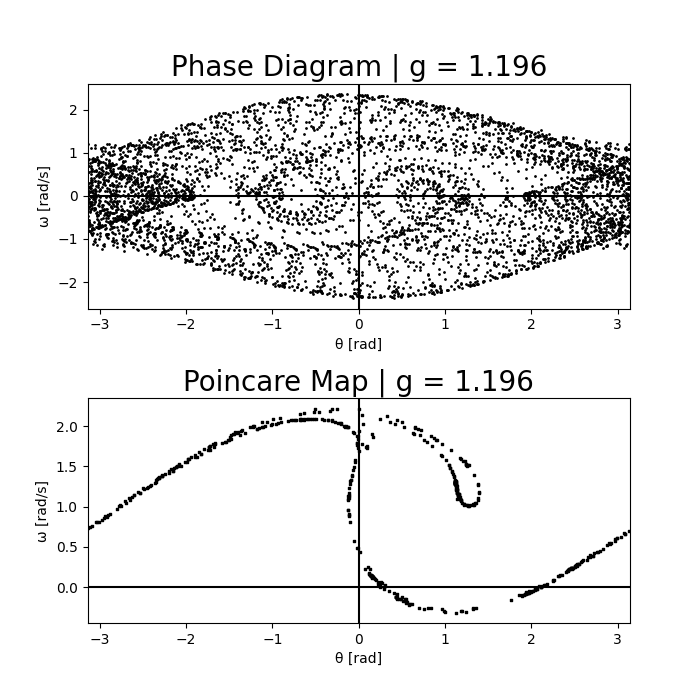 Phase Diagram | g = 1.196
2
1
0
−1
−2
ω [rad/s]
−3 −2 −1 0 1 2 3
θ [rad]
Poincare Map | g = 1.196
2.0
1.5
1.0
0.5
0.0
ω [rad/s]
−3 −2 −1 0 1 2 3
θ [rad]